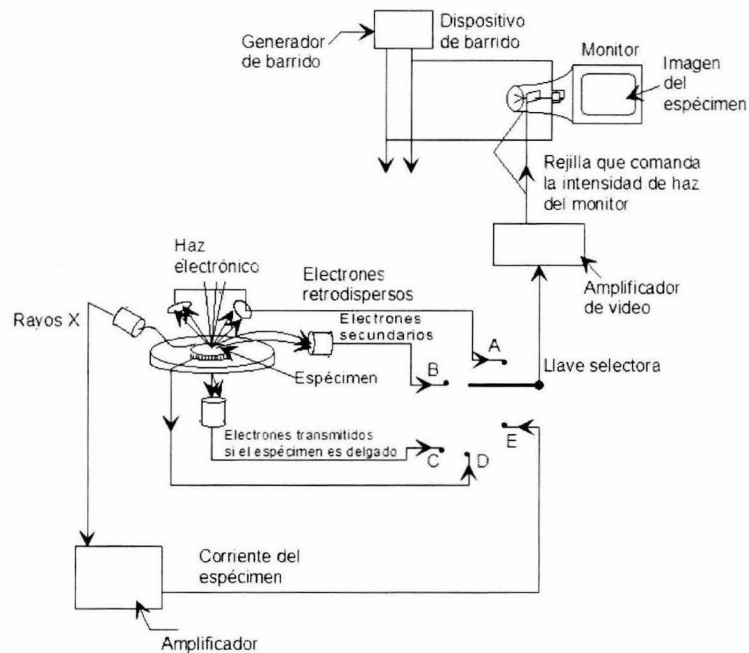 Generador
de barrido
Dispositivo
de barrido
Monitor
Imagen
del
espécimen
Rejilla que comanda
la intensidad de haz
del monitor
Amplificador
de video
Haz
electrónico
Electrones
retrodispersos
Rayos X
Electrones
secundarios
A
B
Llave selectora
Espécimen
E
Electrones transmitidos
si el espécimen es delgado
C
D
Corriente del
espécimen
Amplificador